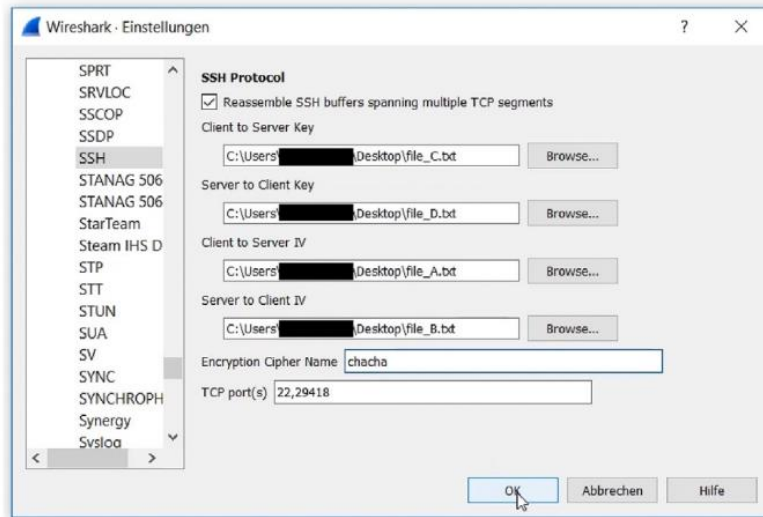 Wireshark · Einstellungen
SPRT
SRVLOC
SSCOP
SSDP
SSH
STANAG 506
STANAG 506
StarTeam
Steam IHS D
STP
STT
STUN
SUA
SV
SYNC
SYNCHROPH
Synergy
Syslog
SSH Protocol
Reassemble SSH buffers spanning multiple TCP segments
Client to Server Key
C:\Users\ \Desktop\file_C.txt Browse...
Server to Client Key
C:\Users\ \Desktop\file_D.txt Browse...
Client to Server IV
C:\Users\ \Desktop\file_A.txt Browse...
Server to Client IV
C:\Users\ \Desktop\file_B.txt Browse...
Encryption Cipher Name chacha
TCP port(s) 22,29418
OK Abbrechen Hilfe